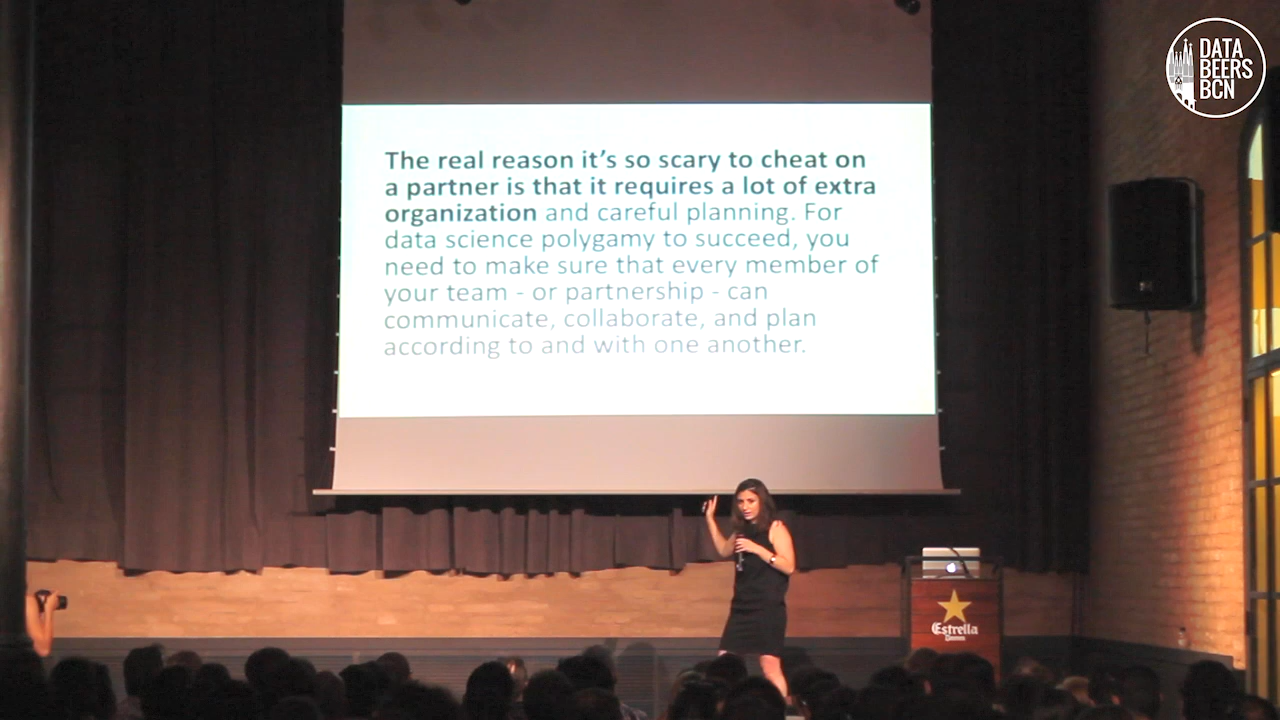 DATA
BEERS
BCN
The real reason it's so scary to cheat on
a partner is that it requires a lot of extra
organization and careful planning. For
data science polygamy to succeed, you
need to make sure that every member of
your team - or partnership - can
communicate, collaborate, and plan
according to and with one another.
Estrella
Damm